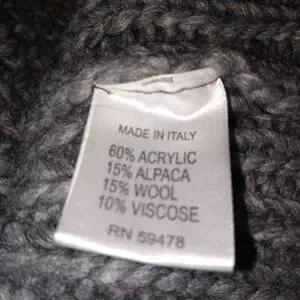 MADE IN ITALY
60% ACRYLIC
15% ALPACA
15% WOOL
10% VISCOSE
RN 59478